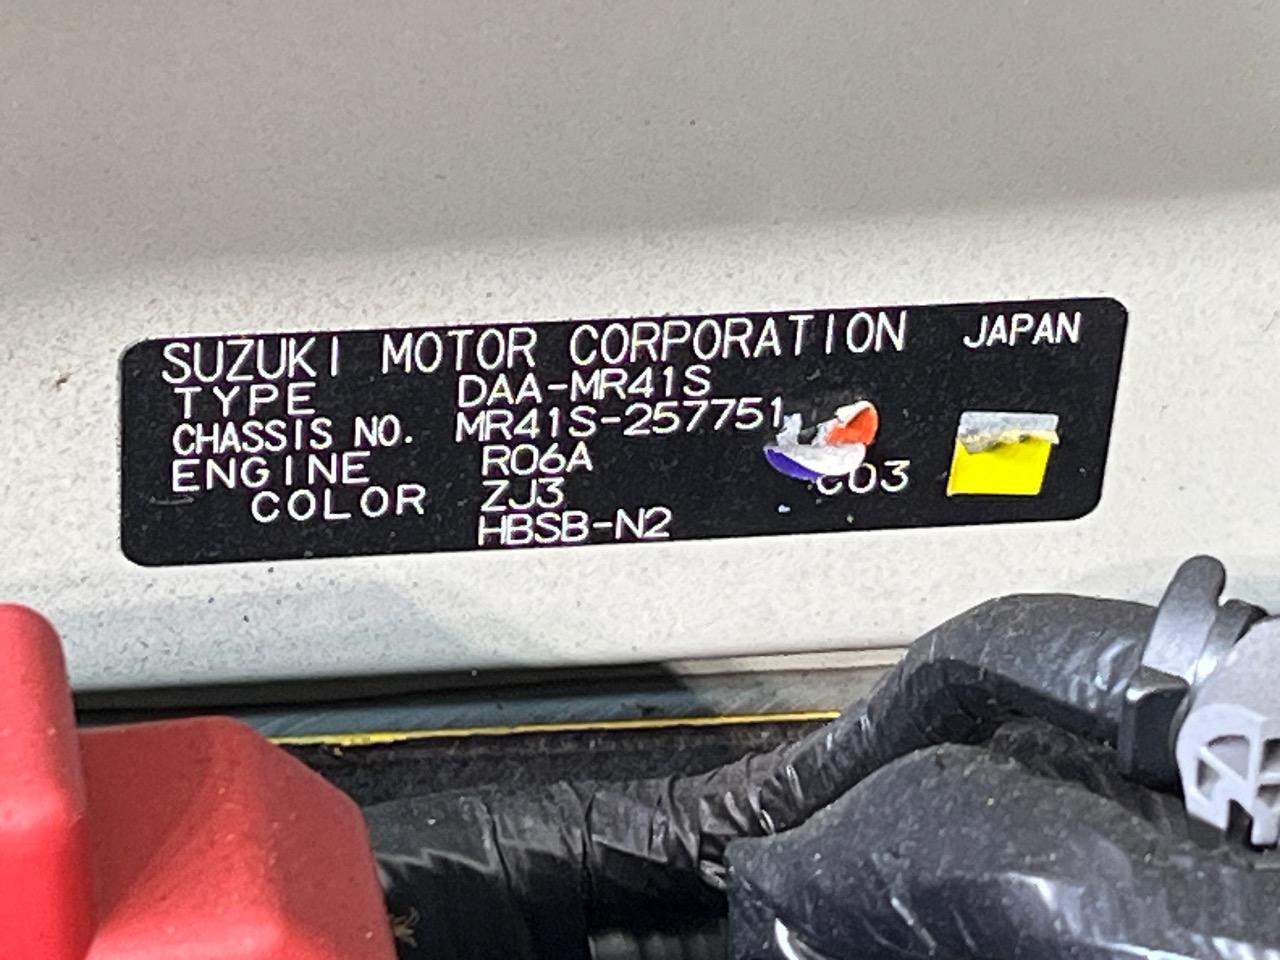 SUZUKI MOTOR CORPORATION JAPAN
TYPE DAA-MR41S
CHASSIS NO. MR41S-257751
ENGINE R06A
COLOR ZJ3 C03
HBSB-N2